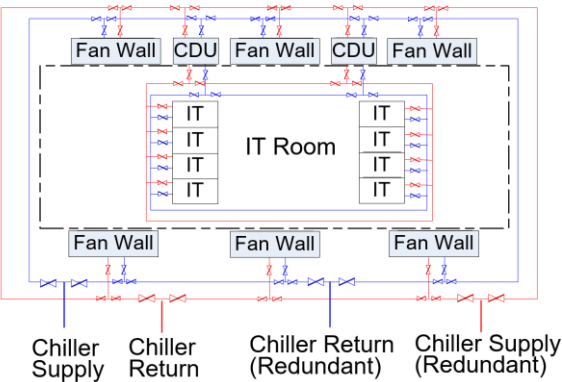 Fan Wall
CDU
Fan Wall
CDU
Fan Wall
IT
IT
IT
IT
IT Room
IT
IT
IT
IT
Fan Wall
Fan Wall
Fan Wall
Chiller
Supply
Chiller
Return
Chiller Return
(Redundant)
Chiller Supply
(Redundant)